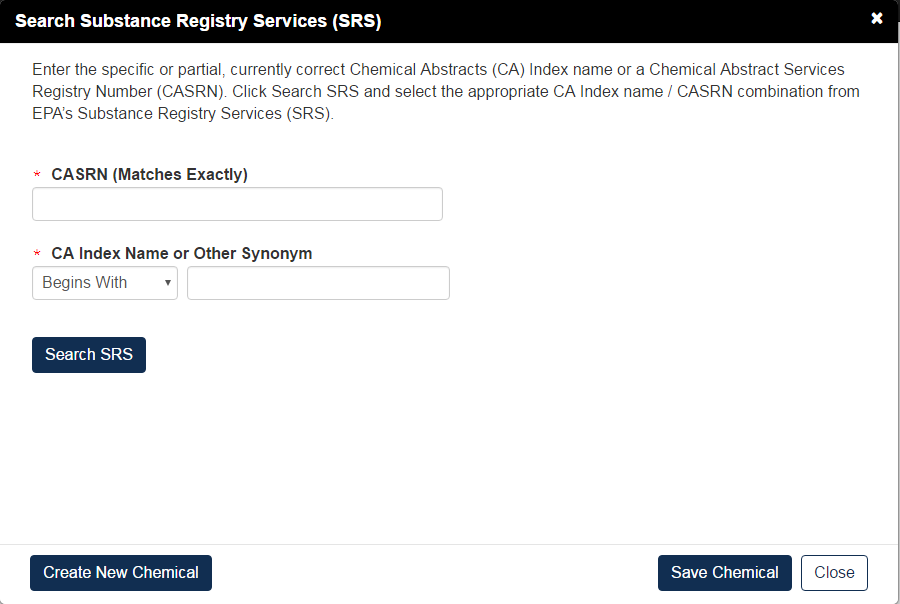 Search Substance Registry Services (SRS) ✖
Enter the specific or partial, currently correct Chemical Abstracts (CA) Index name or a Chemical Abstract Services
Registry Number (CASRN). Click Search SRS and select the appropriate CA Index name / CASRN combination from
EPA's Substance Registry Services (SRS).
* CASRN (Matches Exactly)
* CA Index Name or Other Synonym
Begins With
Search SRS
Create New Chemical
Save Chemical
Close